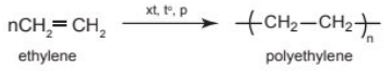 xt, t°, p
nCH₂=CH₂ → -(CH₂-CH₂)-ₙ
ethylene polyethylene